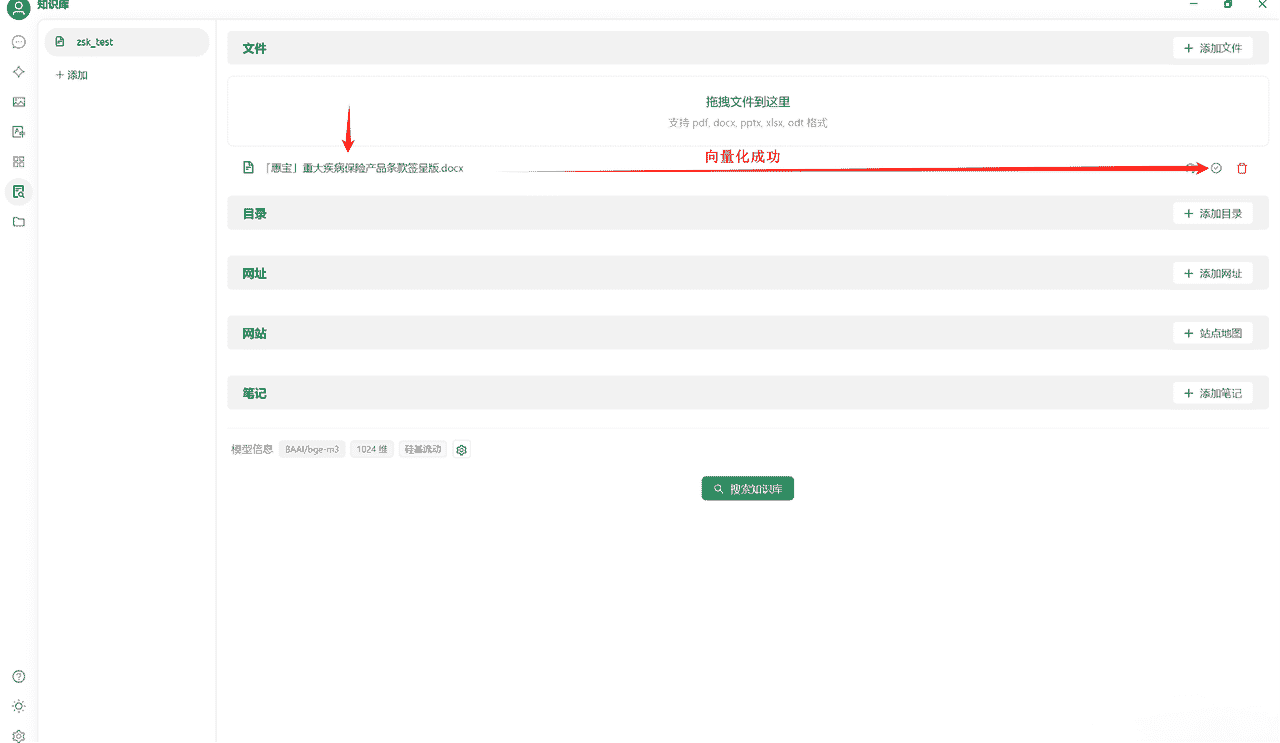 知识库
zsk_test
+ 添加
文件
+ 添加文件
拖拽文件到这里
支持 pdf, docx, pptx, xlsx, odt 格式
向量化成功
「惠宝」重大疾病保险产品条款签呈版.docx
目录
+ 添加目录
网址
+ 添加网址
网站
+ 站点地图
笔记
+ 添加笔记
模型信息 BAAI/bge-m3 1024 维 硅基流动
搜索知识库